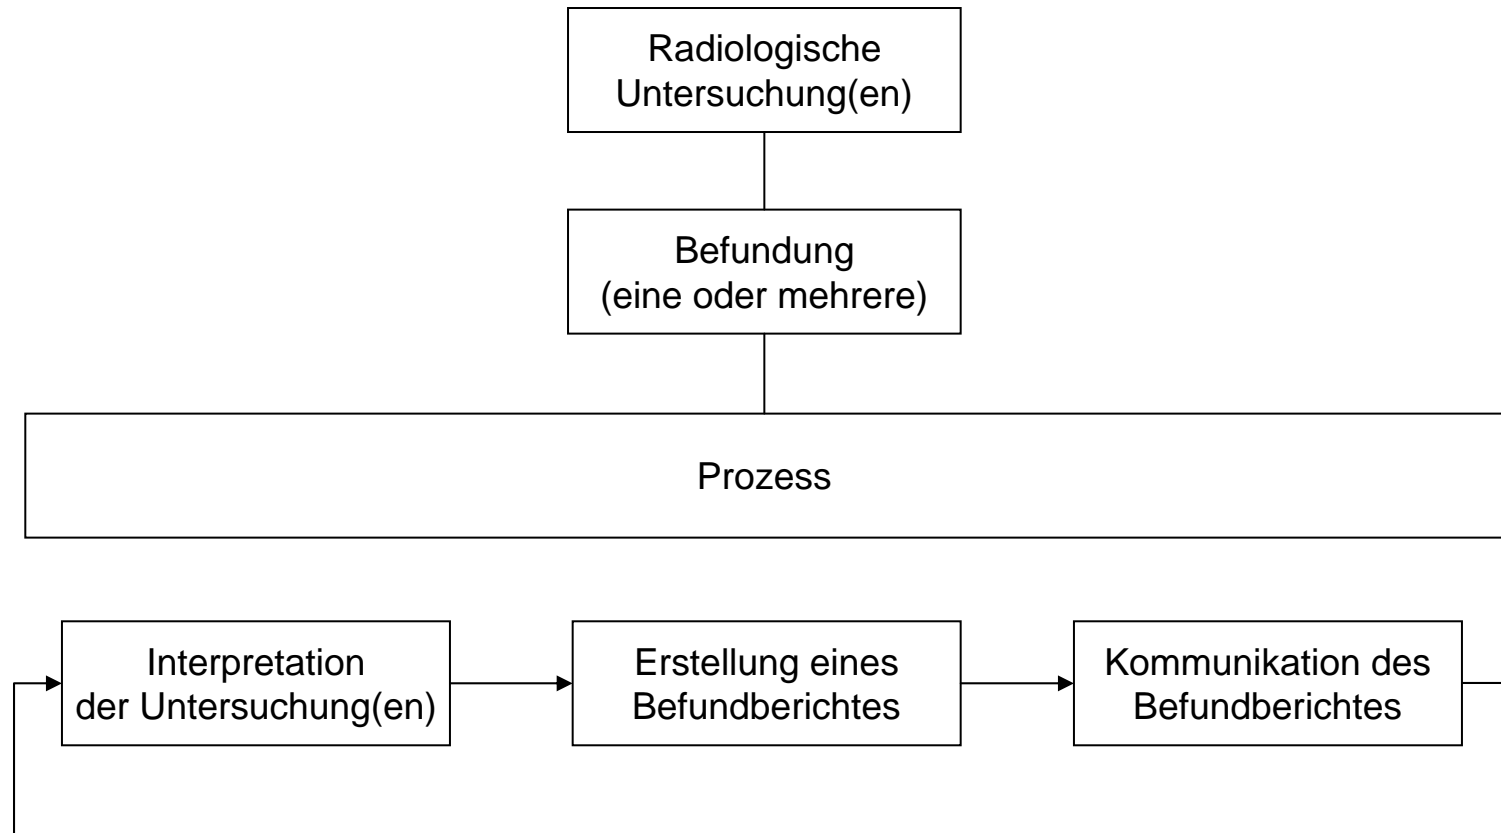 Radiologische
Untersuchung(en)
Befundung
(eine oder mehrere)
Prozess
Interpretation
der Untersuchung(en)
Erstellung eines
Befundberichtes
Kommunikation des
Befundberichtes